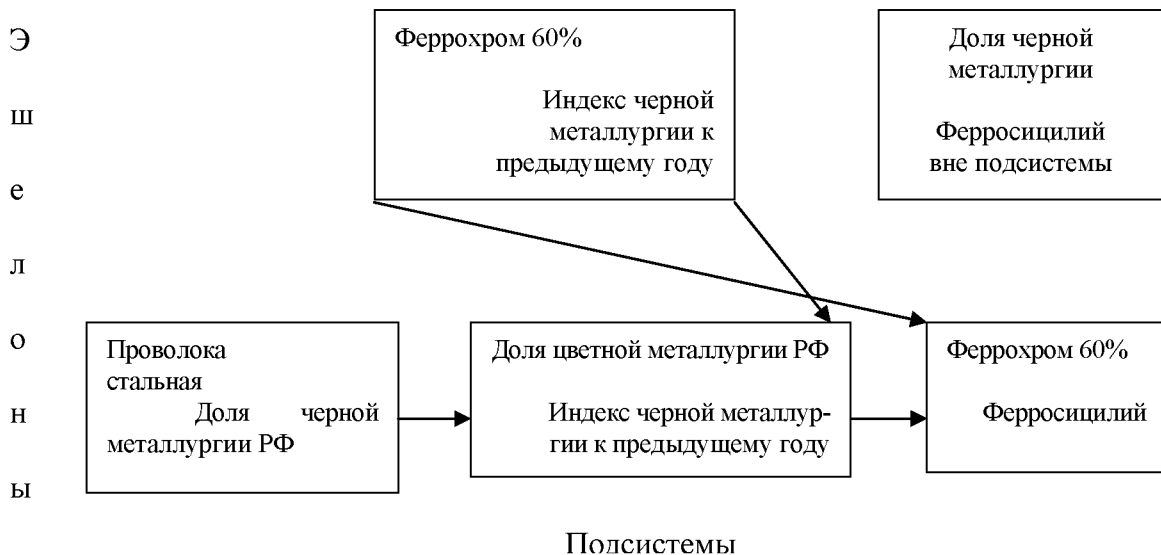 Э
ш
е
л
о
н
ы
Феррохром 60%
Индекс черной
металлургии к
предыдущему году
Доля черной
металлургии
Ферросицилий
вне подсистемы
Проволока
стальная
Доля черной
металлургии РФ
Доля цветной металлургии РФ
Индекс черной металлур-
гии к предыдущему году
Феррохром 60%
Ферросицилий
Подсистемы